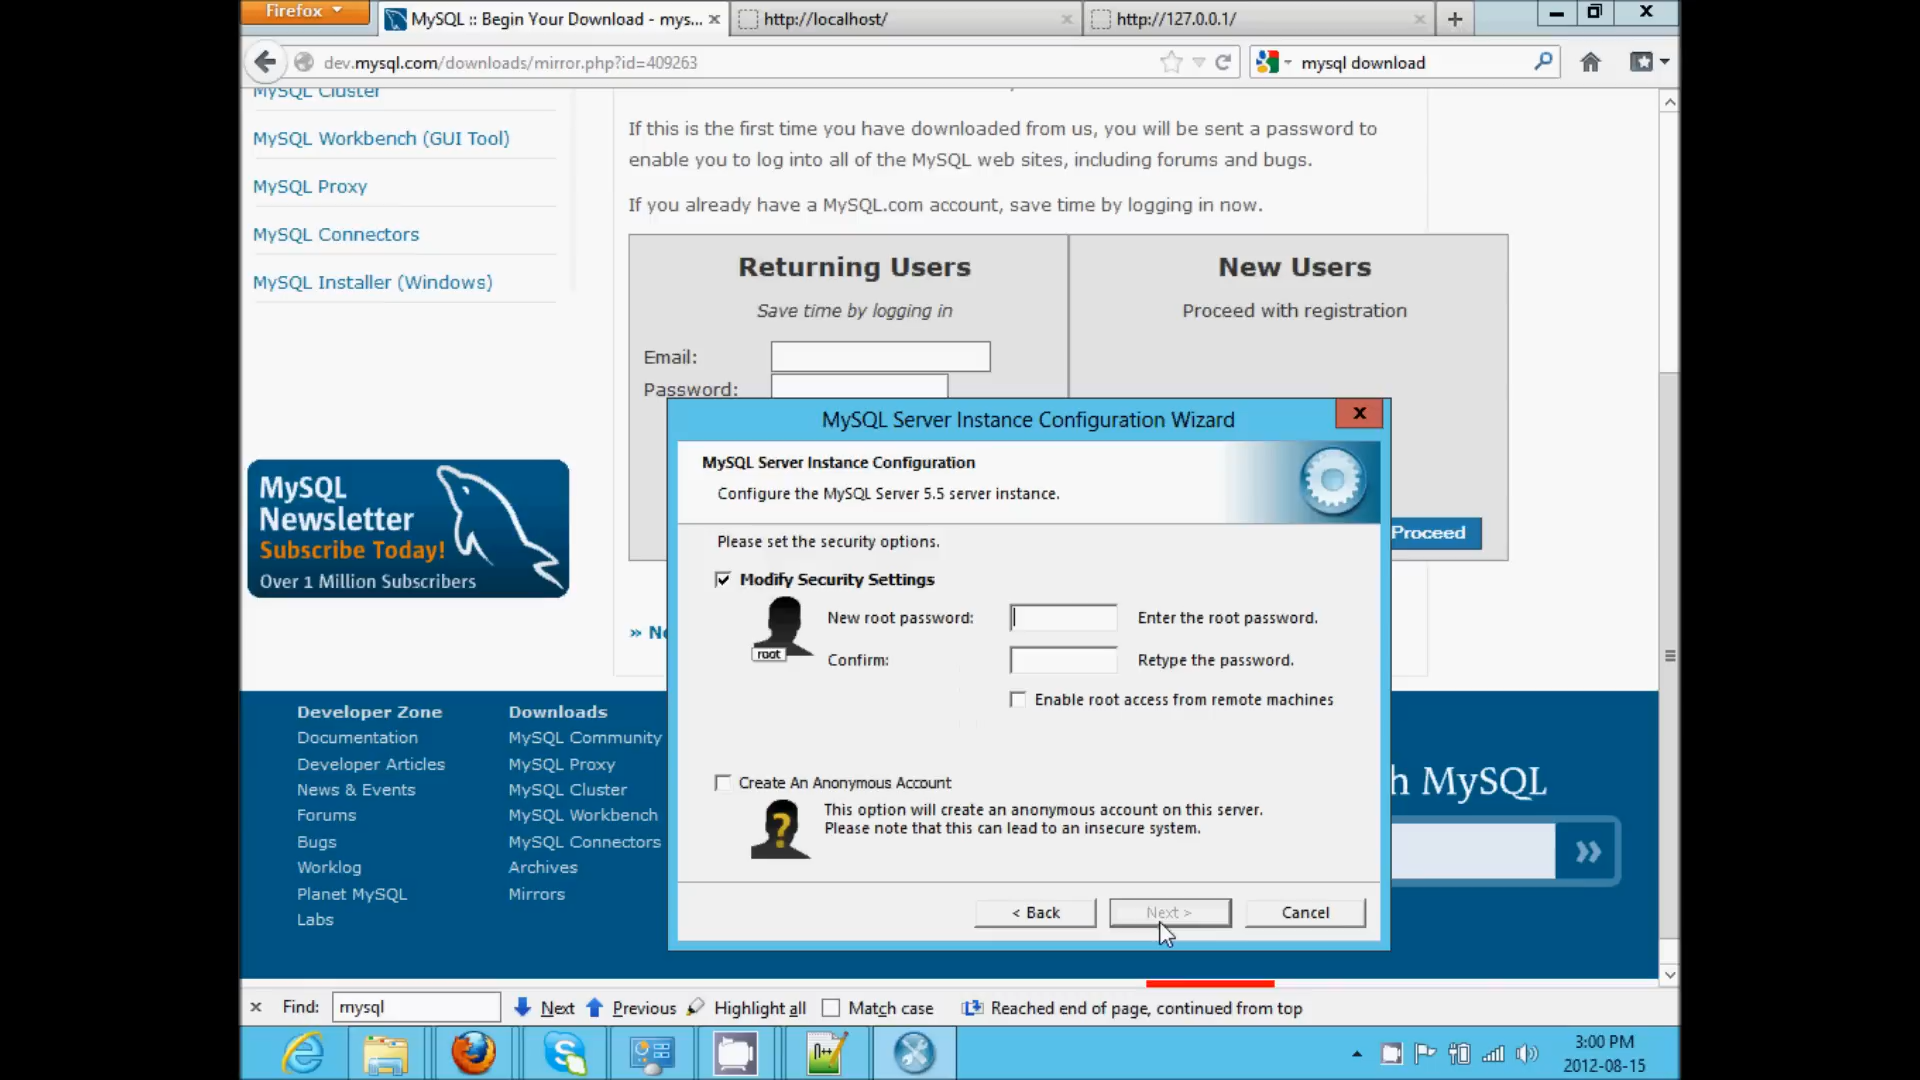 Firefox
MySQL :: Begin Your Download - mys...
http://localhost/
http://127.0.0.1/
dev.mysql.com/downloads/mirror.php?id=409263
mysql download
MySQL Cluster
MySQL Workbench (GUI Tool)
MySQL Proxy
MySQL Connectors
MySQL Installer (Windows)
If this is the first time you have downloaded from us, you will be sent a password to
enable you to log into all of the MySQL web sites, including forums and bugs.
If you already have a MySQL.com account, save time by logging in now.
Returning Users
Save time by logging in
Email:
Password:
New Users
Proceed with registration
Proceed
MySQL
Newsletter
Subscribe Today!
Over 1 Million Subscribers
» N
MySQL Server Instance Configuration Wizard
x
MySQL Server Instance Configuration
Configure the MySQL Server 5.5 server instance.
Please set the security options.
Modify Security Settings
root
New root password:
Enter the root password.
Confirm:
Retype the password.
Enable root access from remote machines
Create An Anonymous Account
?
This option will create an anonymous account on this server.
Please note that this can lead to an insecure system.
< Back
Next >
Cancel
Developer Zone
Documentation
Developer Articles
News & Events
Forums
Bugs
Worklog
Planet MySQL
Labs
Downloads
MySQL Community
MySQL Proxy
MySQL Cluster
MySQL Workbench
MySQL Connectors
Archives
Mirrors
h MySQL
x Find: mysql Next Previous Highlight all Match case Reached end of page, continued from top
3:00 PM
2012-08-15